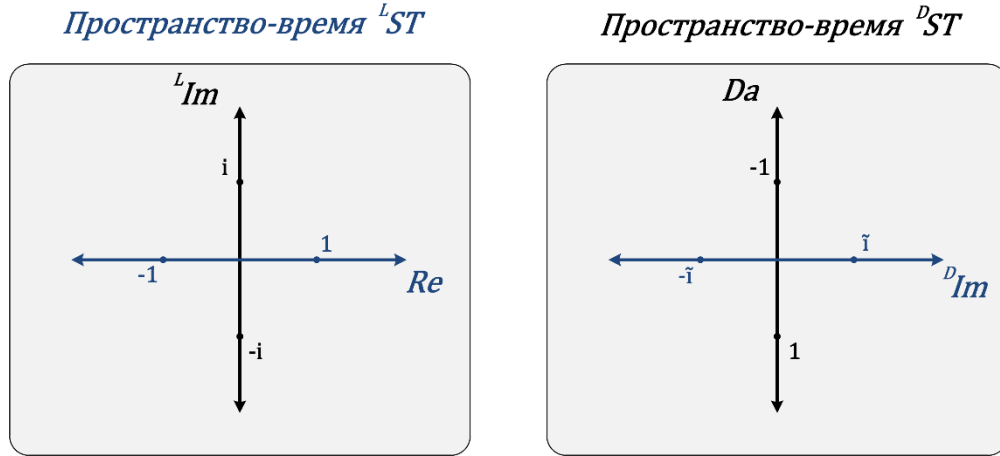 Пространство-время ᴸST
ᴸIm
i
-1
1
Re
-i
Пространство-время ᴰST
Da
-1
ĩ
-ĩ
ᴰIm
1